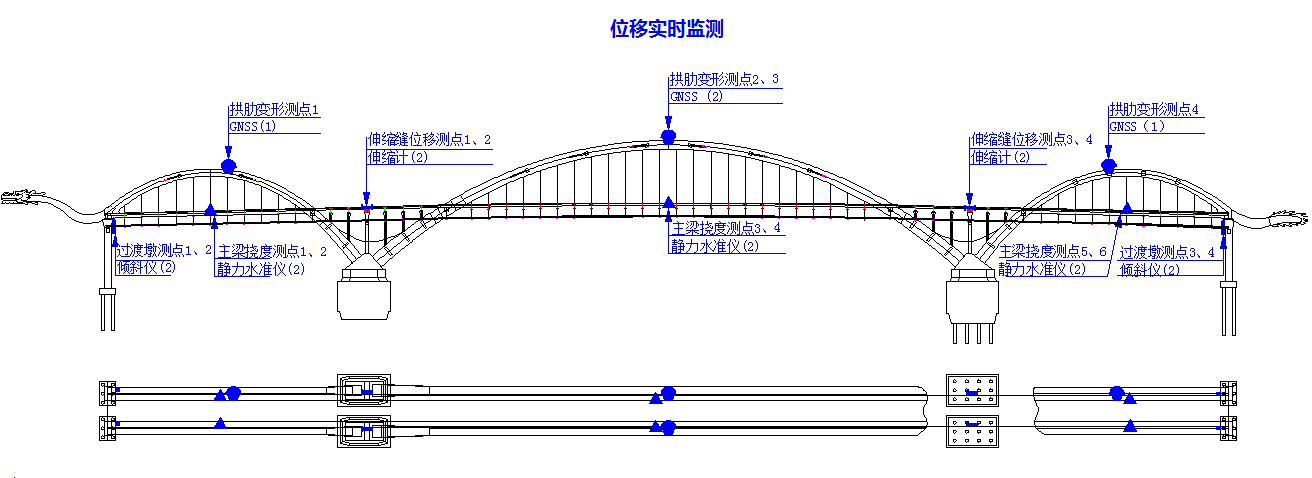 位移实时监测
拱肋变形测点2、3
GNSS (2)
拱肋变形测点1
GNSS(1)
拱肋变形测点4
GNSS (1)
伸缩缝位移测点1、2
伸缩计(2)
伸缩缝位移测点3、4
伸缩计(2)
过渡墩测点1、2
倾斜仪(2)
主梁挠度测点1、2
静力水准仪(2)
主梁挠度测点3、4
静力水准仪(2)
主梁挠度测点5、6
静力水准仪(2)
过渡墩测点3、4
倾斜仪(2)